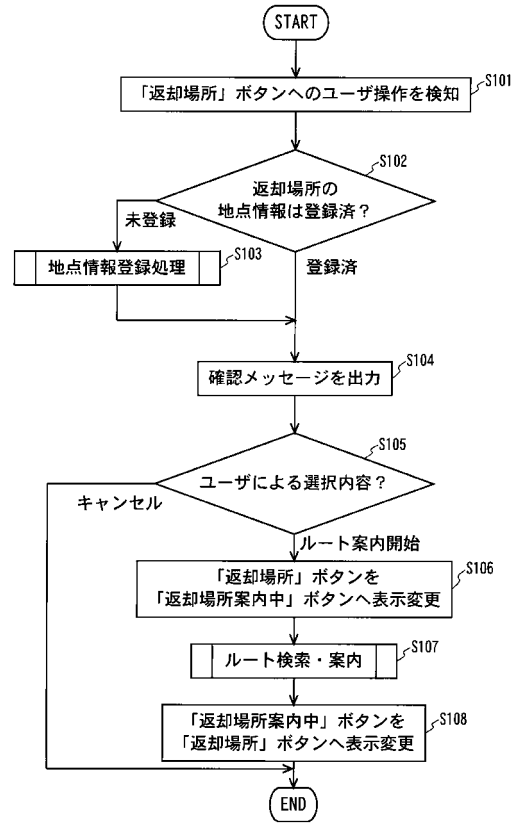 START
「返却場所」ボタンへのユーザ操作を検知
S101
返却場所の
地点情報は登録済？
S102
未登録
地点情報登録処理
S103
登録済
確認メッセージを出力
S104
ユーザによる選択内容？
S105
キャンセル
ルート案内開始
「返却場所」ボタンを
「返却場所案内中」ボタンへ表示変更
S106
ルート検索・案内
S107
「返却場所案内中」ボタンを
「返却場所」ボタンへ表示変更
S108
END